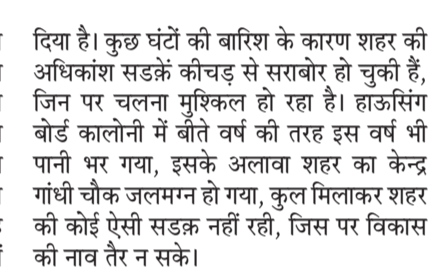 दिया है। कुछ घंटों की बारिश के कारण शहर की
अधिकांश सडक़ें कीचड़ से सराबोर हो चुकी हैं,
जिन पर चलना मुश्किल हो रहा है। हाऊसिंग
बोर्ड कालोनी में बीते वर्ष की तरह इस वर्ष भी
पानी भर गया, इसके अलावा शहर का केन्द्र
गांधी चौक जलमग्न हो गया, कुल मिलाकर शहर
की कोई ऐसी सडक़ नहीं रही, जिस पर विकास
की नाव तैर न सके।